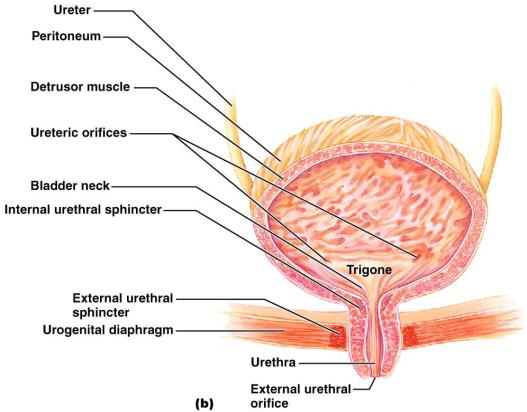 Ureter
Peritoneum
Detrusor muscle
Ureteric orifices
Bladder neck
Internal urethral sphincter
Trigone
External urethral
sphincter
Urogenital diaphragm
Urethra
External urethral
orifice
(b)